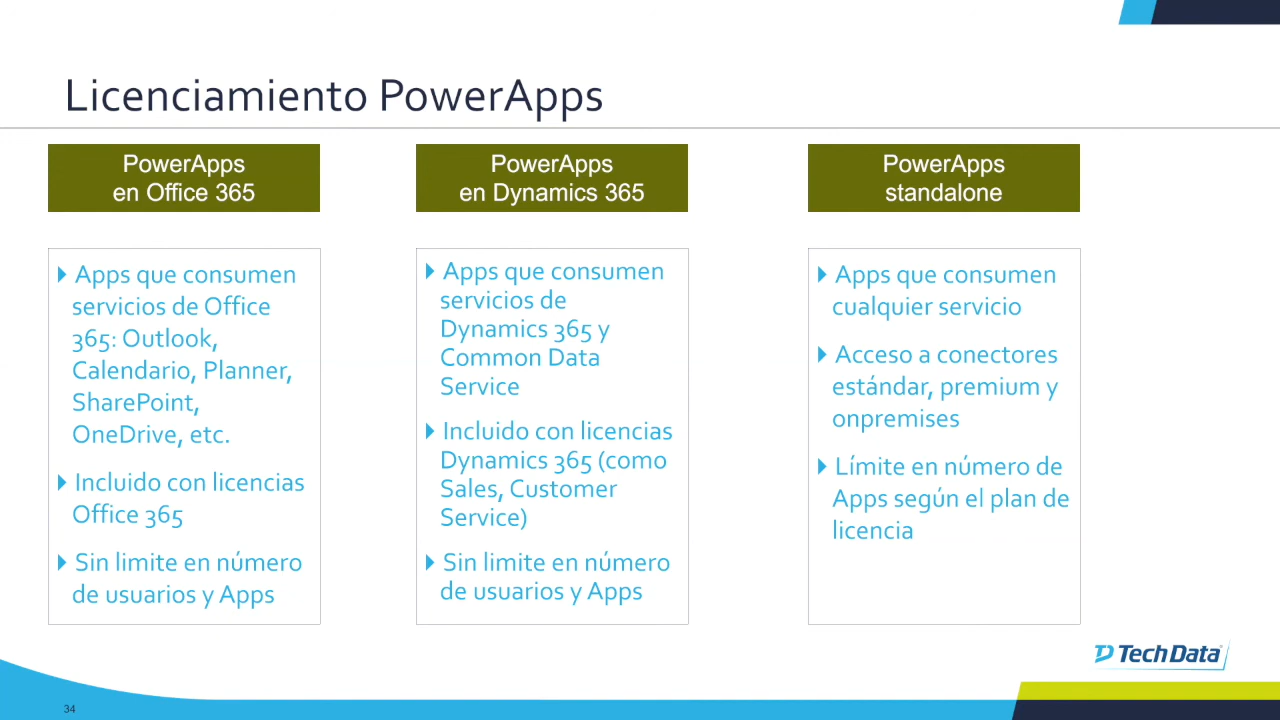 Licenciamiento PowerApps
PowerApps
en Office 365
Apps que consumen
servicios de Office
365: Outlook,
Calendario, Planner,
SharePoint,
OneDrive, etc.
Incluido con licencias
Office 365
Sin limite en número
de usuarios y Apps
PowerApps
en Dynamics 365
Apps que consumen
servicios de
Dynamics 365 y
Common Data
Service
Incluido con licencias
Dynamics 365 (como
Sales, Customer
Service)
Sin limite en número
de usuarios y Apps
PowerApps
standalone
Apps que consumen
cualquier servicio
Acceso a conectores
estándar, premium y
onpremises
Límite en número de
Apps según el plan de
licencia
Tech Data
34